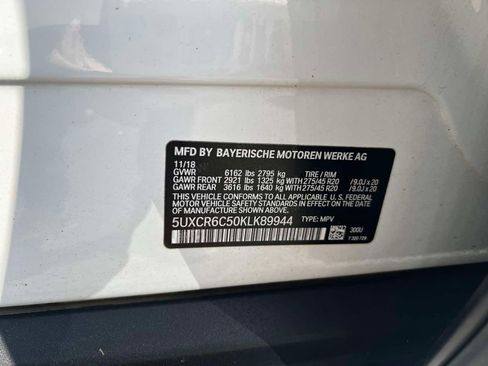 MFD BY BAYERISCHE MOTOREN WERKE AG
11/18
GVWR 6162 lbs 2795 kg TIRE / RIM
GAWR FRONT 2921 lbs 1325 kg WITH 275/45 R20 /9.0J x 20
GAWR REAR 3616 lbs 1640 kg WITH 275/45 R20 /9.0J x 20
THIS VEHICLE CONFORMS TO ALL APPLICABLE U. S. FEDERAL
MOTOR VEHICLE SAFETY STANDARDS IN EFFECT ON THE DATE OF
MANUFACTURE SHOWN ABOVE.
5UXCR6C50KLK89944 TYPE: MPV
300U